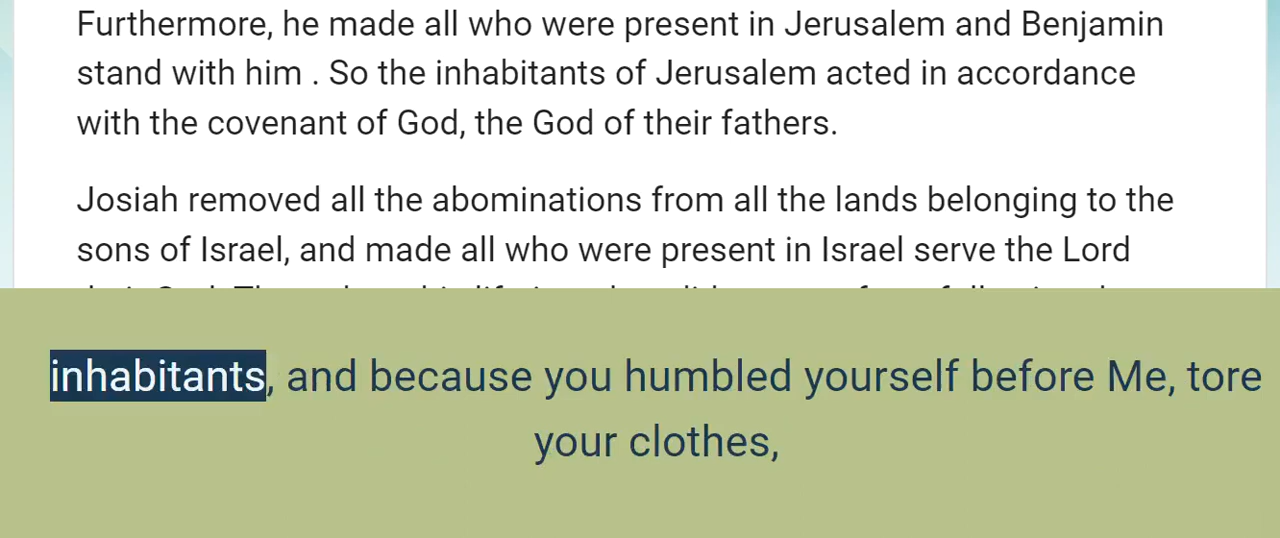 Furthermore, he made all who were present in Jerusalem and Benjamin
stand with him . So the inhabitants of Jerusalem acted in accordance
with the covenant of God, the God of their fathers.
Josiah removed all the abominations from all the lands belonging to the
sons of Israel, and made all who were present in Israel serve the Lord
inhabitants, and because you humbled yourself before Me, tore
your clothes,